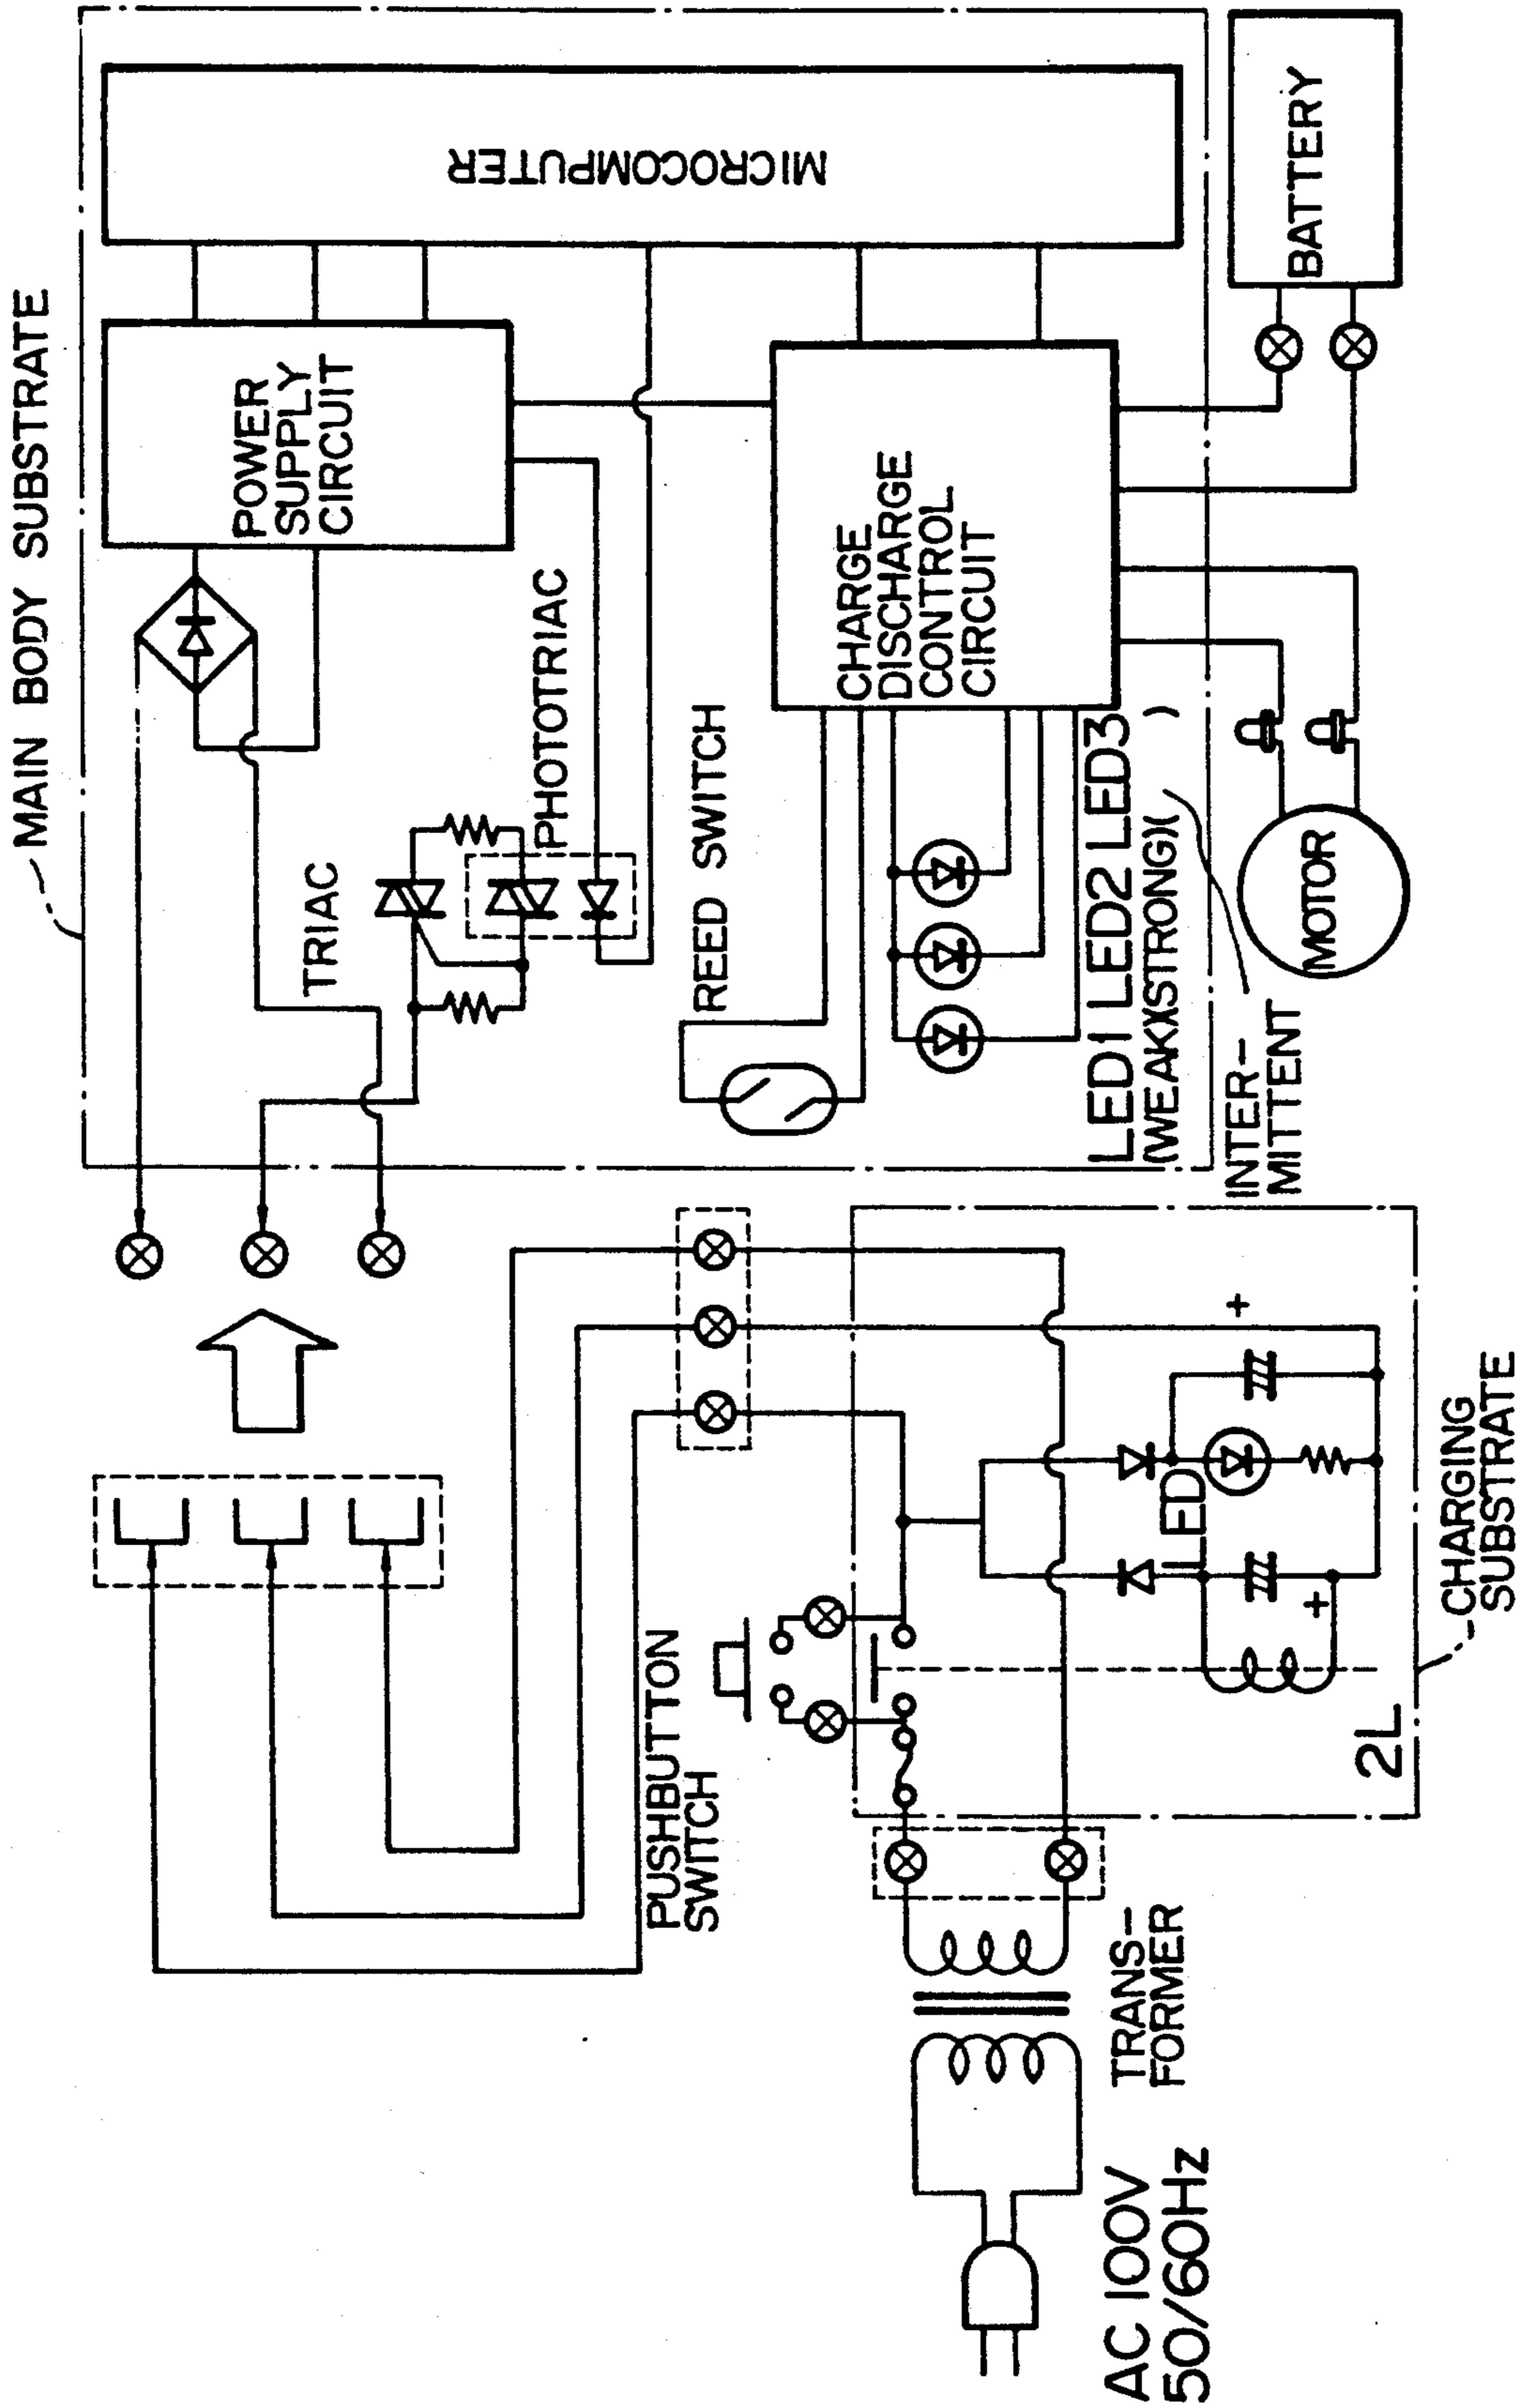 MAIN BODY SUBSTRATE
MICROCOMPUTER
POWER
SUPPLY
CIRCUIT
BATTERY
TRIAC
PHOTOTRIAC
REED SWITCH
CHARGE
DISCHARGE
CONTROL
CIRCUIT
LED1 LED2 LED3
(WEAK)(STRONG)( )
INTER-
MITTENT
MOTOR
PUSHBUTTON
SWITCH
LED
+
+
2L
CHARGING
SUBSTRATE
TRANS-
FORMER
AC 100V
50/60Hz